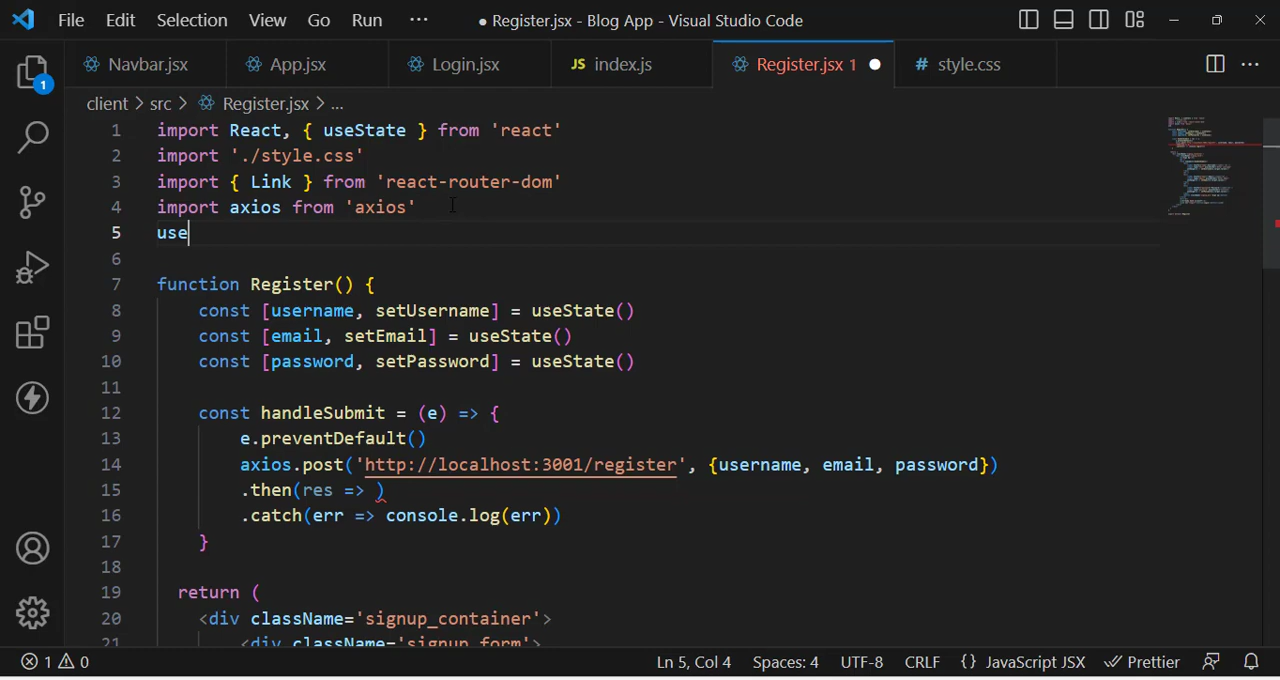 File Edit Selection View Go Run ··· ● Register.jsx - Blog App - Visual Studio Code
Navbar.jsx App.jsx Login.jsx JS index.js Register.jsx 1 # style.css ···
1
client > src > Register.jsx > ...
1 import React, { useState } from 'react'
2 import './style.css'
3 import { Link } from 'react-router-dom'
4 import axios from 'axios'
5 use
6
7 function Register() {
8 const [username, setUsername] = useState()
9 const [email, setEmail] = useState()
10 const [password, setPassword] = useState()
11
12 const handleSubmit = (e) => {
13 e.preventDefault()
14 axios.post('http://localhost:3001/register', {username, email, password})
15 .then(res => )
16 .catch(err => console.log(err))
17 }
18
19 return (
20 <div className='signup_container'>
21 <div className='signup_form'>
1 0 Ln 5, Col 4 Spaces: 4 UTF-8 CRLF {} JavaScript JSX Prettier